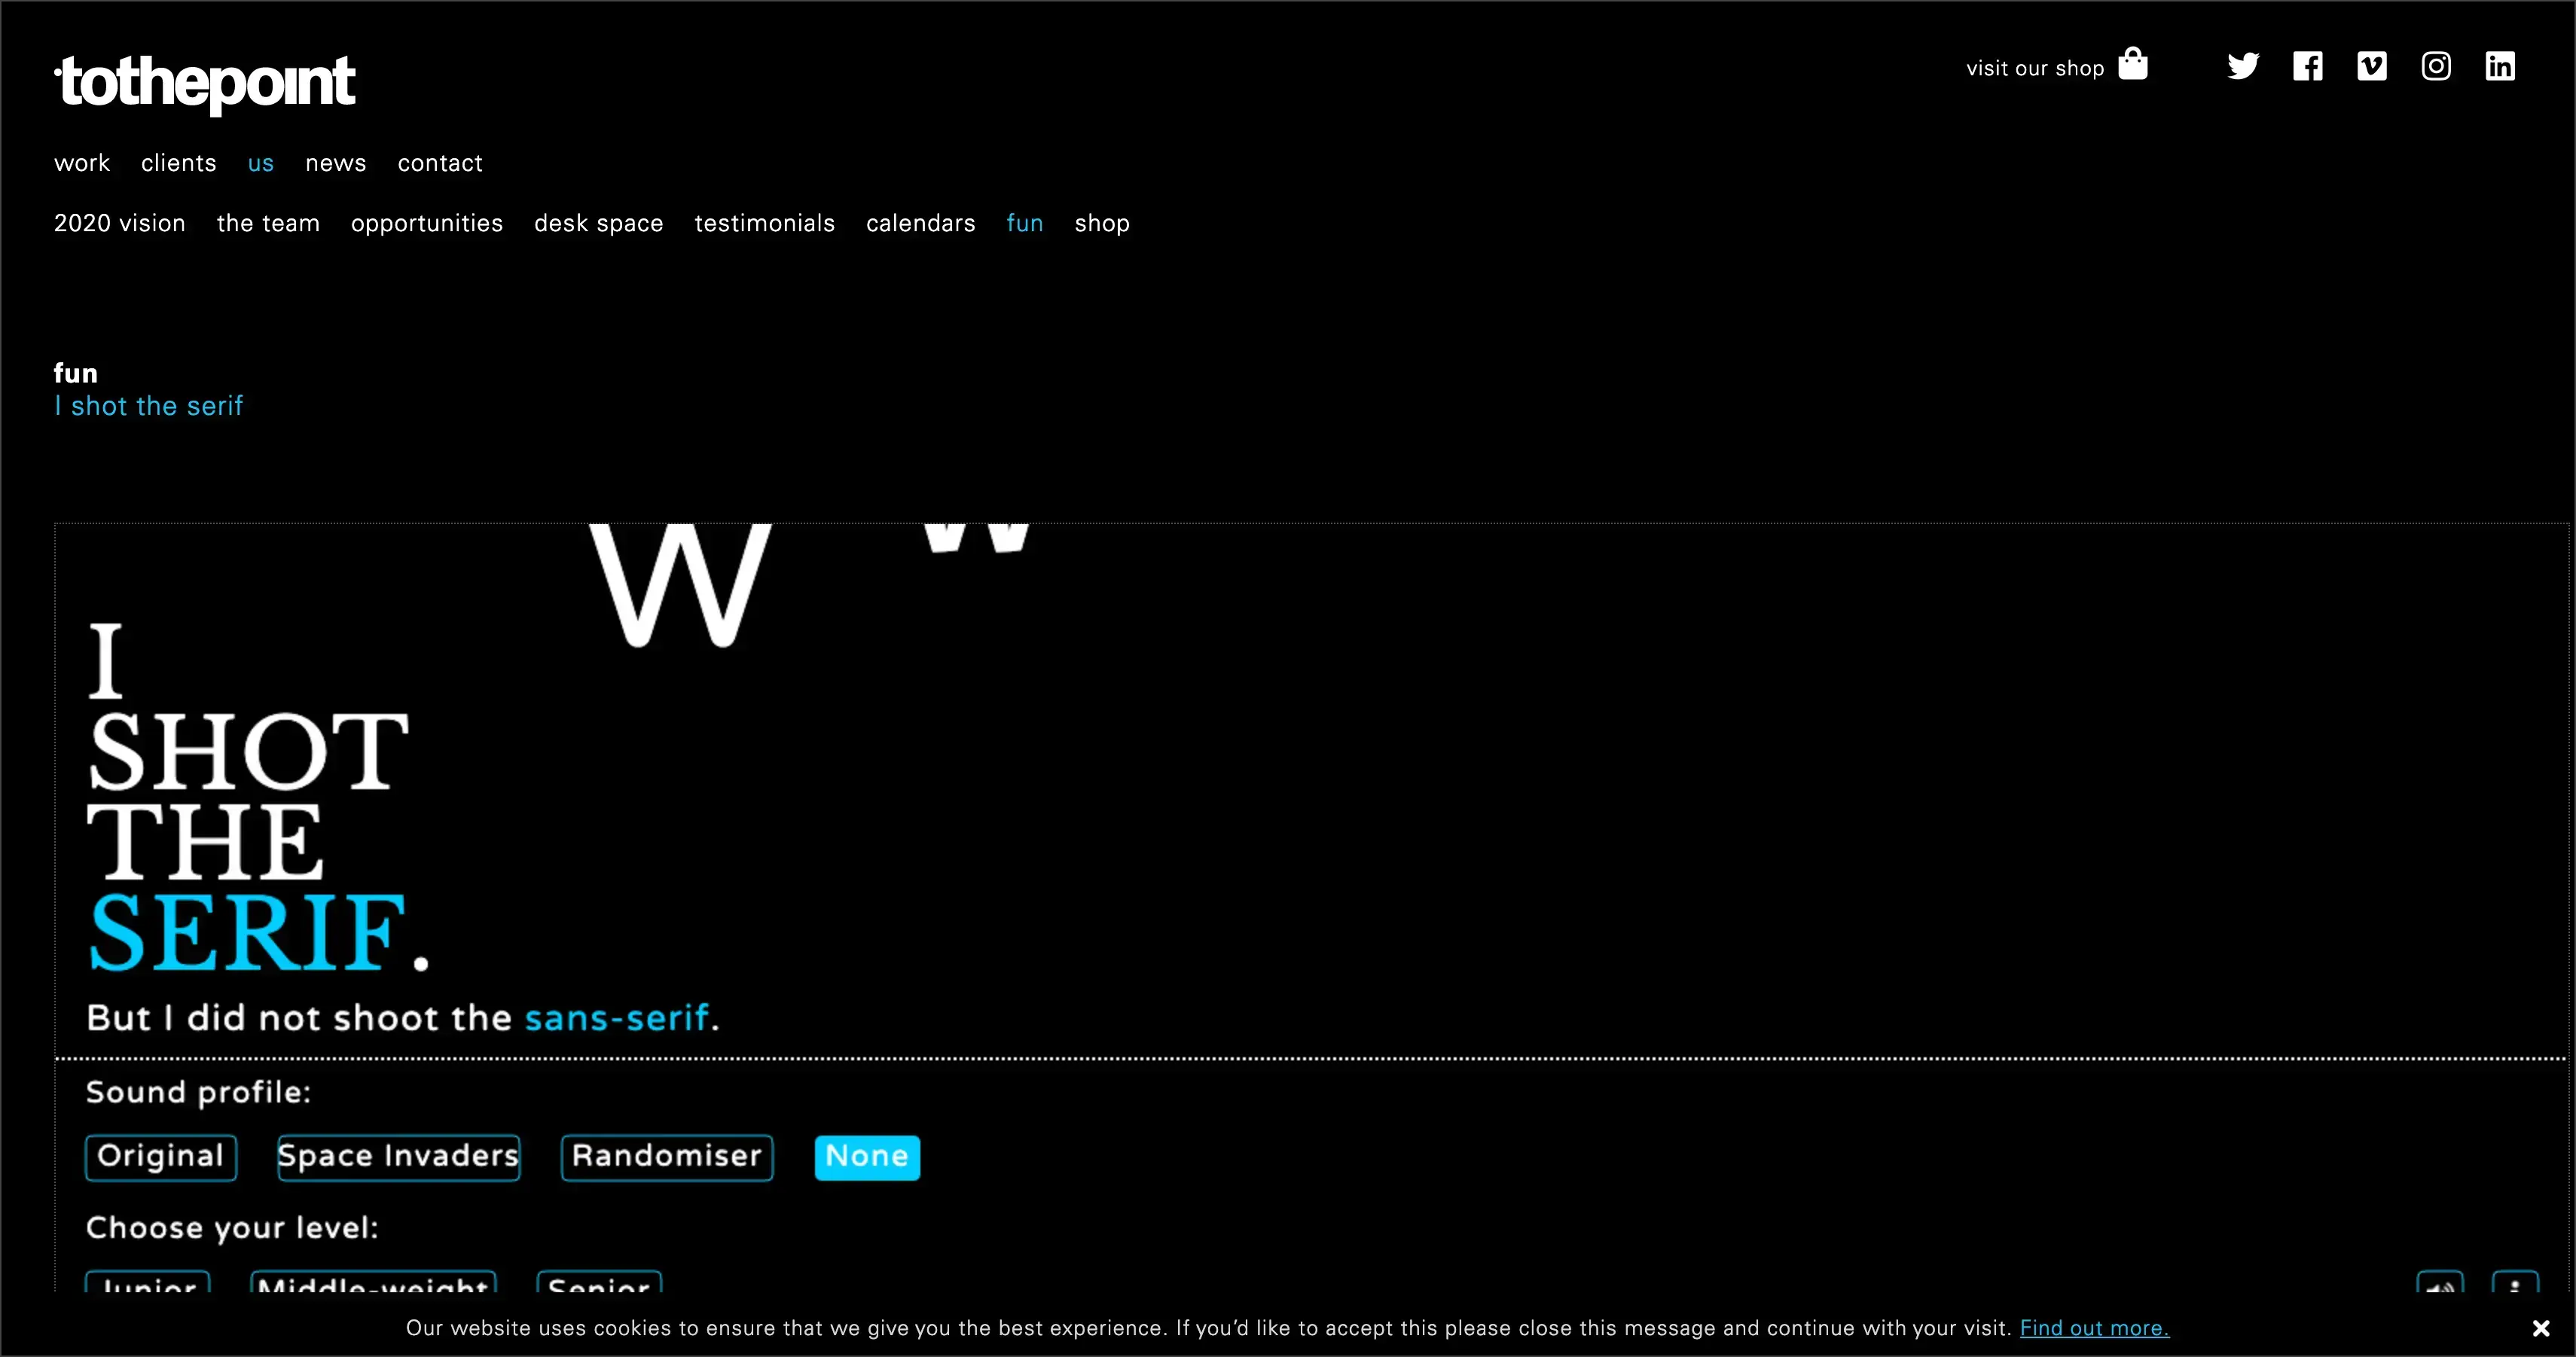 tothepoint
visit our shop
work clients us news contact
2020 vision the team opportunities desk space testimonials calendars fun shop
fun
I shot the serif
W w
I
SHOT
THE
SERIF.
But I did not shoot the sans-serif.
Sound profile:
Original Space Invaders Randomiser None
Choose your level:
Junior Middle-weight Senior
Our website uses cookies to ensure that we give you the best experience. If you’d like to accept this please close this message and continue with your visit. Find out more.